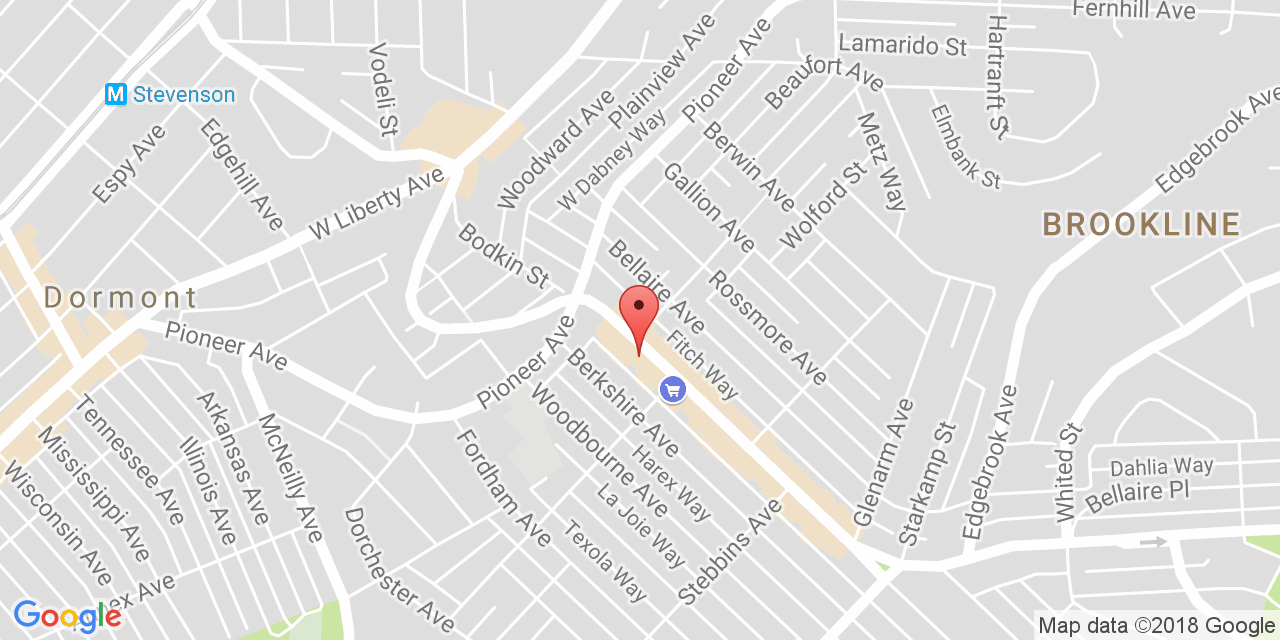 Fernhill Ave
Lamarido St
Hartranft St
Plainview Ave
Pioneer Ave
Beaufort Ave
Vodeli St
M Stevenson
Edgebrook Ave
Woodward Ave
W Dabney Way
Berwin Ave
Metz Way
Elmbank St
Espy Ave
Edgehill Ave
W Liberty Ave
Gallion Ave
Wolford St
BROOKLINE
Bodkin St
Bellaire Ave
Rossmore Ave
Dormont
Pioneer Ave
Pioneer Ave
Fitch Way
Berkshire Ave
Woodbourne Ave
Tennessee Ave
Arkansas Ave
McNeilly Ave
Illinois Ave
Mississippi Ave
Wisconsin Ave
Fordham Ave
Harex Way
La Joie Way
Texola Way
Stebbins Ave
Glenarm Ave
Starkamp St
Edgebrook Ave
Whited St
Dahlia Way
Bellaire Pl
Dorchester Ave
ex Ave
Google
Map data ©2018 Google